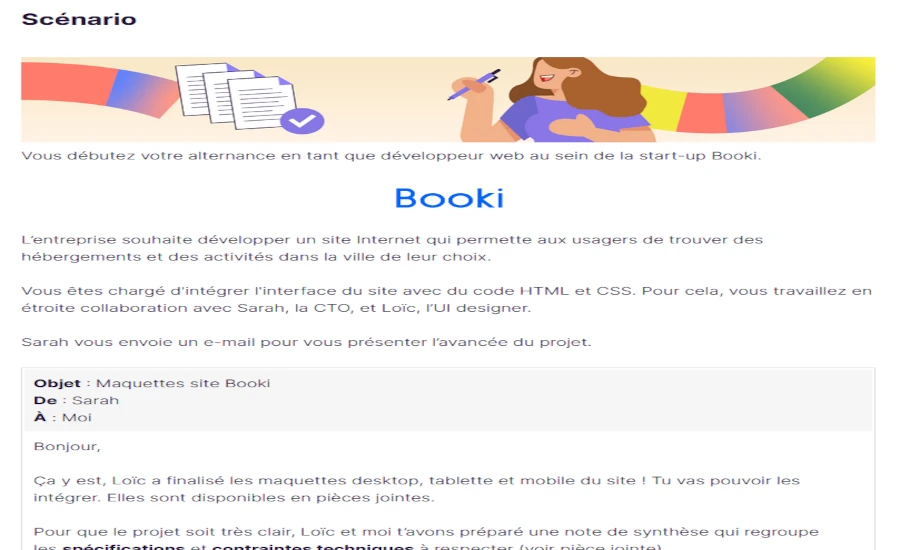 Scénario
Vous débutez votre alternance en tant que développeur web au sein de la start-up Booki.
Booki
L’entreprise souhaite développer un site Internet qui permette aux usagers de trouver des
hébergements et des activités dans la ville de leur choix.
Vous êtes chargé d’intégrer l’interface du site avec du code HTML et CSS. Pour cela, vous travaillez en
étroite collaboration avec Sarah, la CTO, et Loïc, l’UI designer.
Sarah vous envoie un e-mail pour vous présenter l’avancée du projet.
Objet : Maquettes site Booki
De : Sarah
À : Moi
Bonjour,
Ça y est, Loïc a finalisé les maquettes desktop, tablette et mobile du site ! Tu vas pouvoir les
intégrer. Elles sont disponibles en pièces jointes.
Pour que le projet soit très clair, Loïc et moi t’avons préparé une note de synthèse qui regroupe
les spécifications et contraintes techniques à respecter (voir pièce jointe)